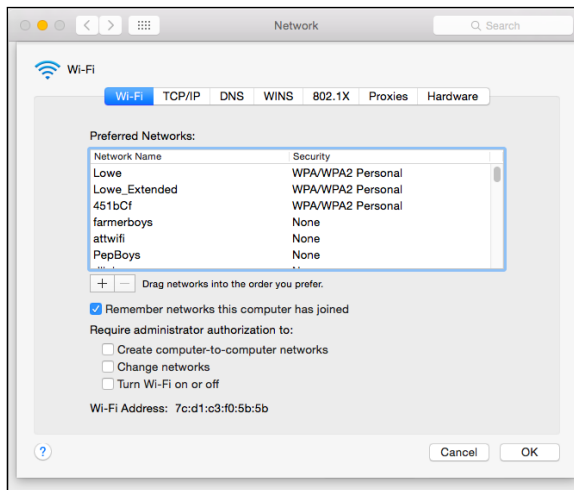 Network
Search
Wi-Fi
Wi-Fi TCP/IP DNS WINS 802.1X Proxies Hardware
Preferred Networks:
Network Name Security
Lowe WPA/WPA2 Personal
Lowe_Extended WPA/WPA2 Personal
451bCf WPA/WPA2 Personal
farmerboys None
attwifi None
PepBoys None
+ − Drag networks into the order you prefer.
Remember networks this computer has joined
Require administrator authorization to:
Create computer-to-computer networks
Change networks
Turn Wi-Fi on or off
Wi-Fi Address: 7c:d1:c3:f0:5b:5b
? Cancel OK